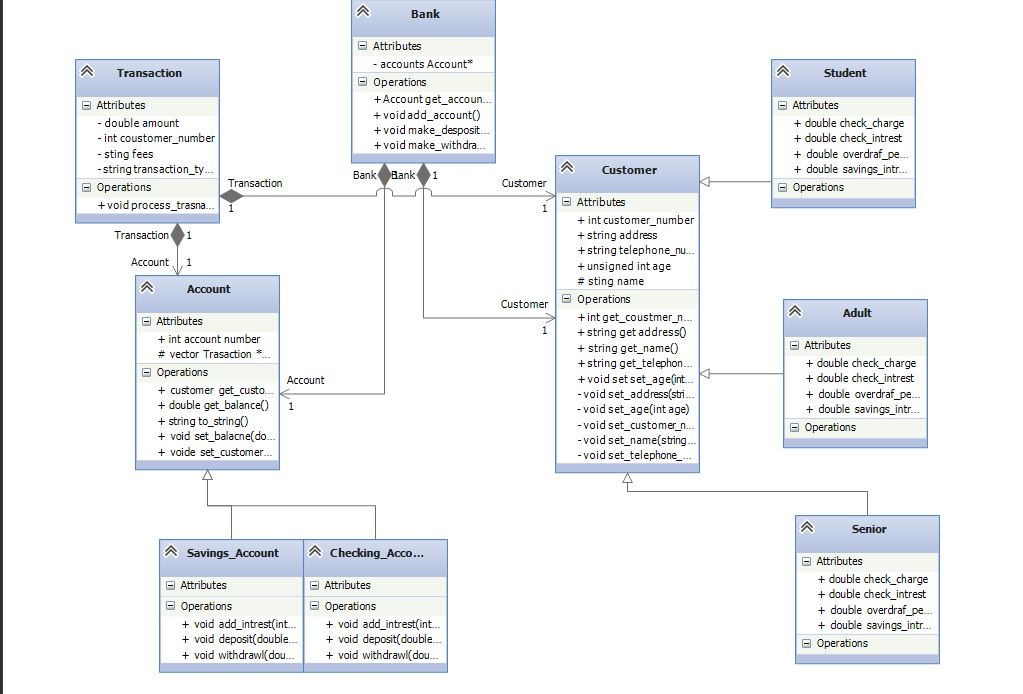 Bank
Attributes
- accounts Account*
Operations
+ Account get_accoun...
+ void add_account()
+ void make_desposit...
+ void make_withdra...
Transaction
Attributes
- double amount
- int coustomer_number
- sting fees
- string transaction_ty...
Operations
+ void process_trasna...
Student
Attributes
+ double check_charge
+ double check_intrest
+ double overdraf_pe...
+ double savings_intr...
Operations
Customer
Attributes
+ int customer_number
+ string address
+ string telephone_nu...
+ unsigned int age
# sting name
Operations
+ int get_coustmer_n...
+ string get address()
+ string get_name()
+ string get_telephon...
+ void set set_age(int...
- void set_address(stri...
- void set_age(int age)
- void set_customer_n...
- void set_name(string...
- void set_telephone_...
Bank 1
Bank 1
Transaction
1
Customer
1
Transaction 1
Account 1
Customer
1
Account
1
Account
Attributes
+ int account number
# vector Trasaction *...
Operations
+ customer get_custo...
+ double get_balance()
+ string to_string()
+ void set_balacne(do...
+ voide set_customer...
Adult
Attributes
+ double check_charge
+ double check_intrest
+ double overdraf_pe...
+ double savings_intr...
Operations
Savings_Account
Attributes
Operations
+ void add_intrest(int...
+ void deposit(double...
+ void withdrawl(dou...
Checking_Acco...
Attributes
Operations
+ void add_intrest(int...
+ void deposit(double...
+ void withdrawl(dou...
Senior
Attributes
+ double check_charge
+ double check_intrest
+ double overdraf_pe...
+ double savings_intr...
Operations